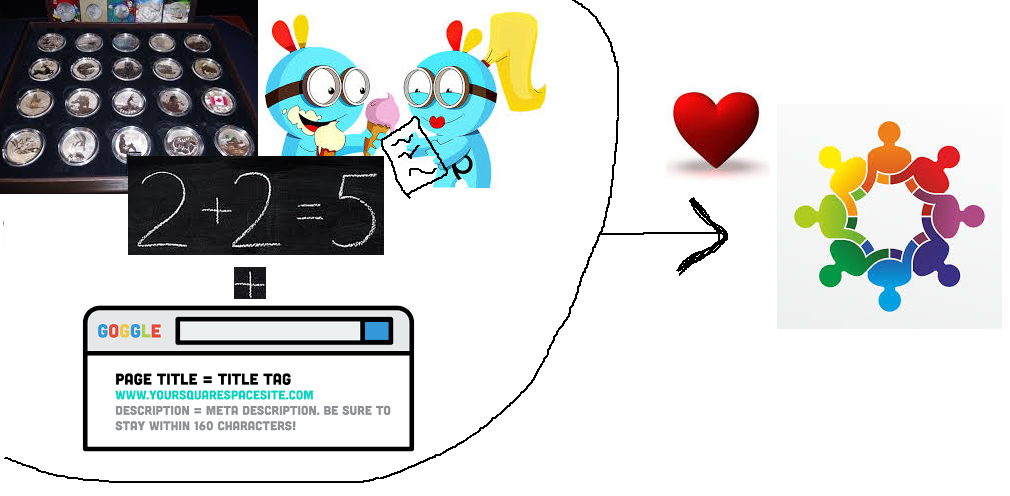 p
2+2=5
+
GOGGLE
PAGE TITLE = TITLE TAG
WWW.YOURSQUARESPACESITE.COM
DESCRIPTION = META DESCRIPTION. BE SURE TO
STAY WITHIN 160 CHARACTERS!